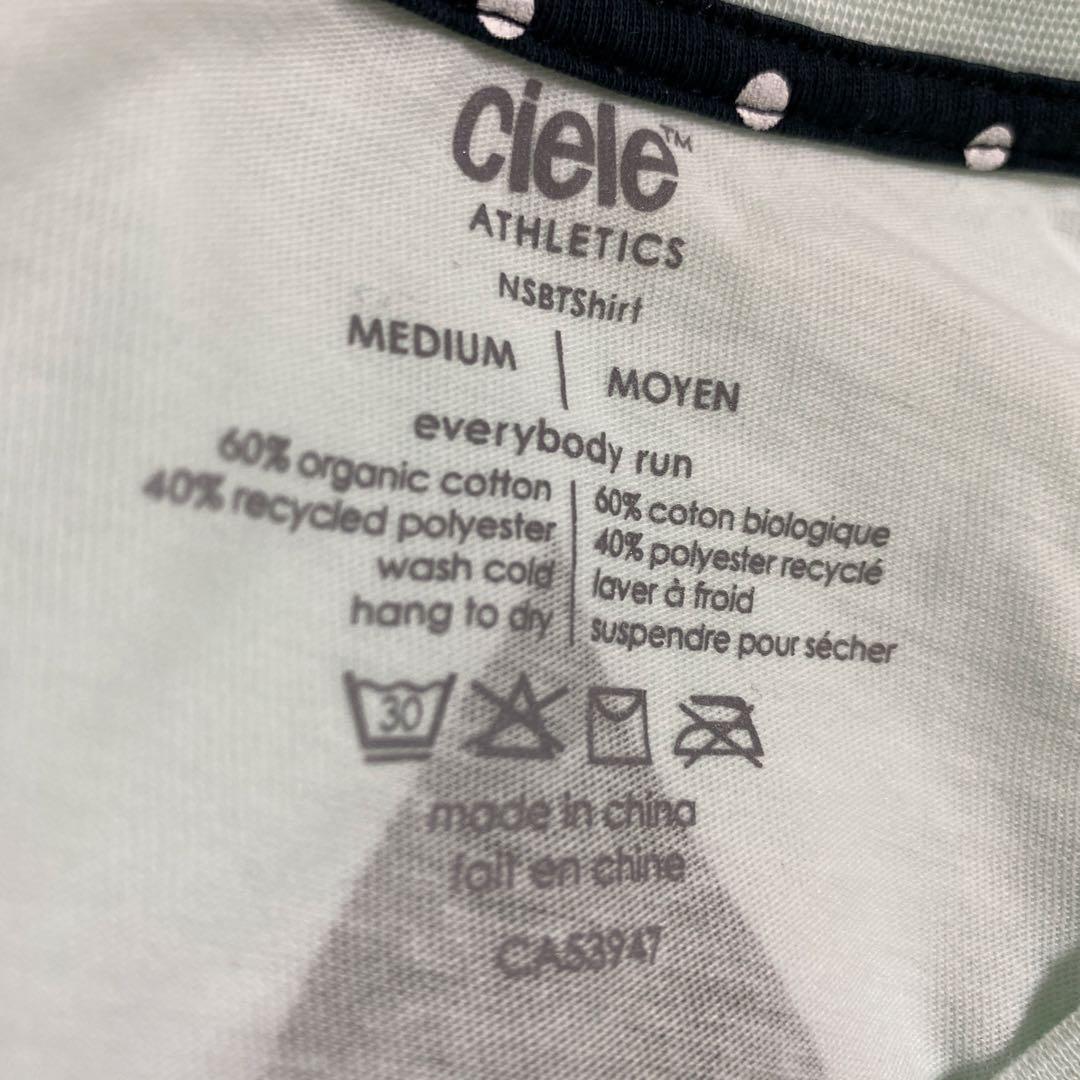 ciele™
ATHLETICS
NSBTShirt
MEDIUM | MOYEN
everybody run
60% organic cotton
40% recycled polyester
wash cold
hang to dry
60% coton biologique
40% polyester recyclé
laver à froid
suspendre pour sécher
30
made in china
fait en chine
CA53947